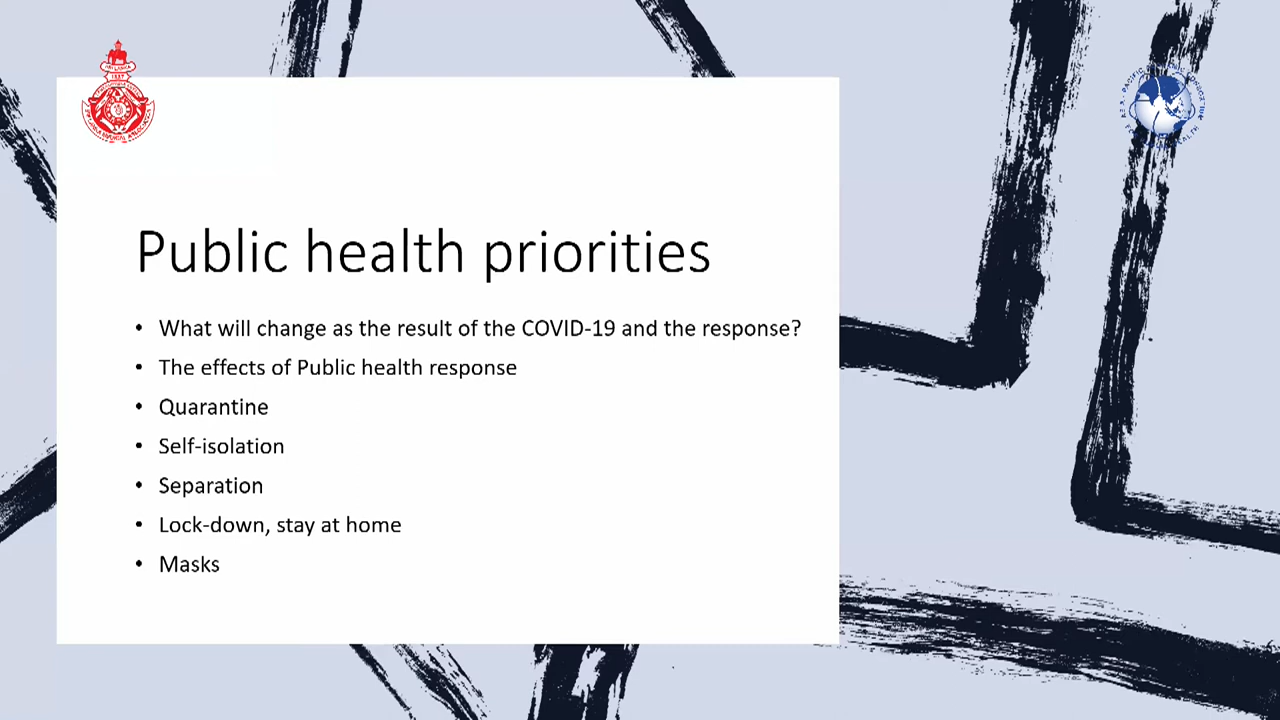 Public health priorities
• What will change as the result of the COVID-19 and the response?
• The effects of Public health response
• Quarantine
• Self-isolation
• Separation
• Lock-down, stay at home
• Masks